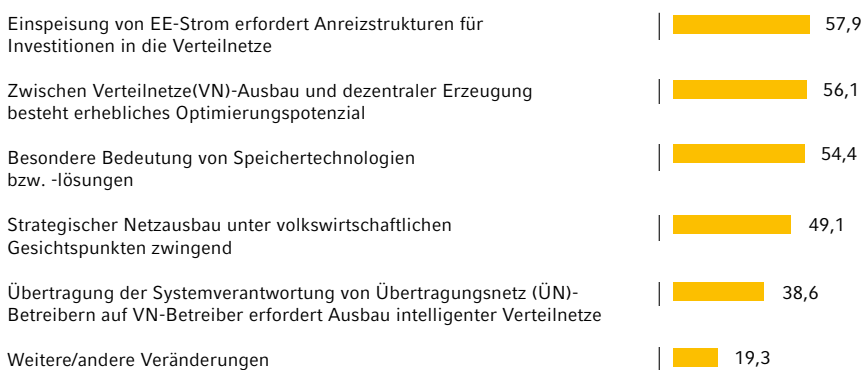 Einspeisung von EE-Strom erfordert Anreizstrukturen für
Investitionen in die Verteilnetze
57,9
Zwischen Verteilnetze(VN)-Ausbau und dezentraler Erzeugung
besteht erhebliches Optimierungspotenzial
56,1
Besondere Bedeutung von Speichertechnologien
bzw. -lösungen
54,4
Strategischer Netzausbau unter volkswirtschaftlichen
Gesichtspunkten zwingend
49,1
Übertragung der Systemverantwortung von Übertragungsnetz (ÜN)-
Betreibern auf VN-Betreiber erfordert Ausbau intelligenter Verteilnetze
38,6
Weitere/andere Veränderungen
19,3